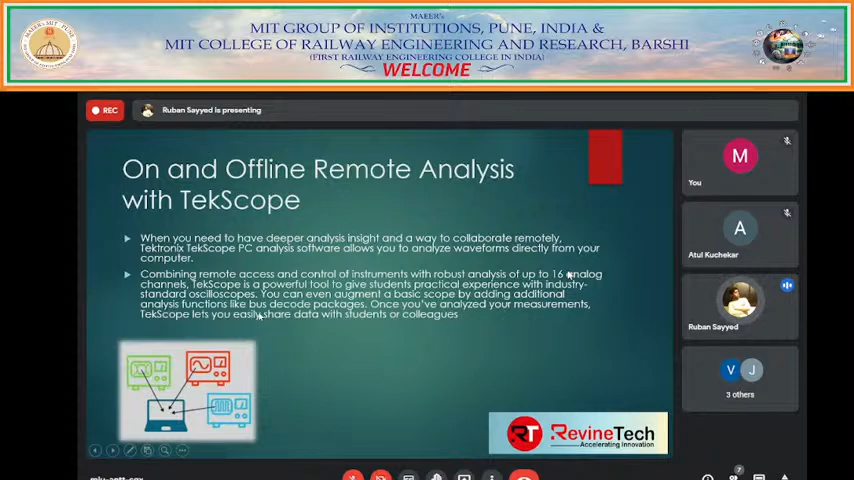 MAEER's
MIT GROUP OF INSTITUTIONS, PUNE, INDIA &
MIT COLLEGE OF RAILWAY ENGINEERING AND RESEARCH, BARSHI
(FIRST RAILWAY ENGINEERING COLLEGE IN INDIA)
WELCOME
REC
Ruban Sayyed is presenting
On and Offline Remote Analysis
with TekScope
When you need to have deeper analysis insight and a way to collaborate remotely,
Tektronix TekScope PC analysis software allows you to analyze waveforms directly from your
computer.
Combining remote access and control of instruments with robust analysis of up to 16 analog
channels, TekScope is a powerful tool to give students practical experience with industry-
standard oscilloscopes. You can even augment a basic scope by adding additional
analysis functions like bus decode packages. Once you've analyzed your measurements,
TekScope lets you easily share data with students or colleagues
RT RevineTech
Accelerating Innovation
M
You
A
Atul Kuchekar
Ruban Sayyed
V J
3 others
7